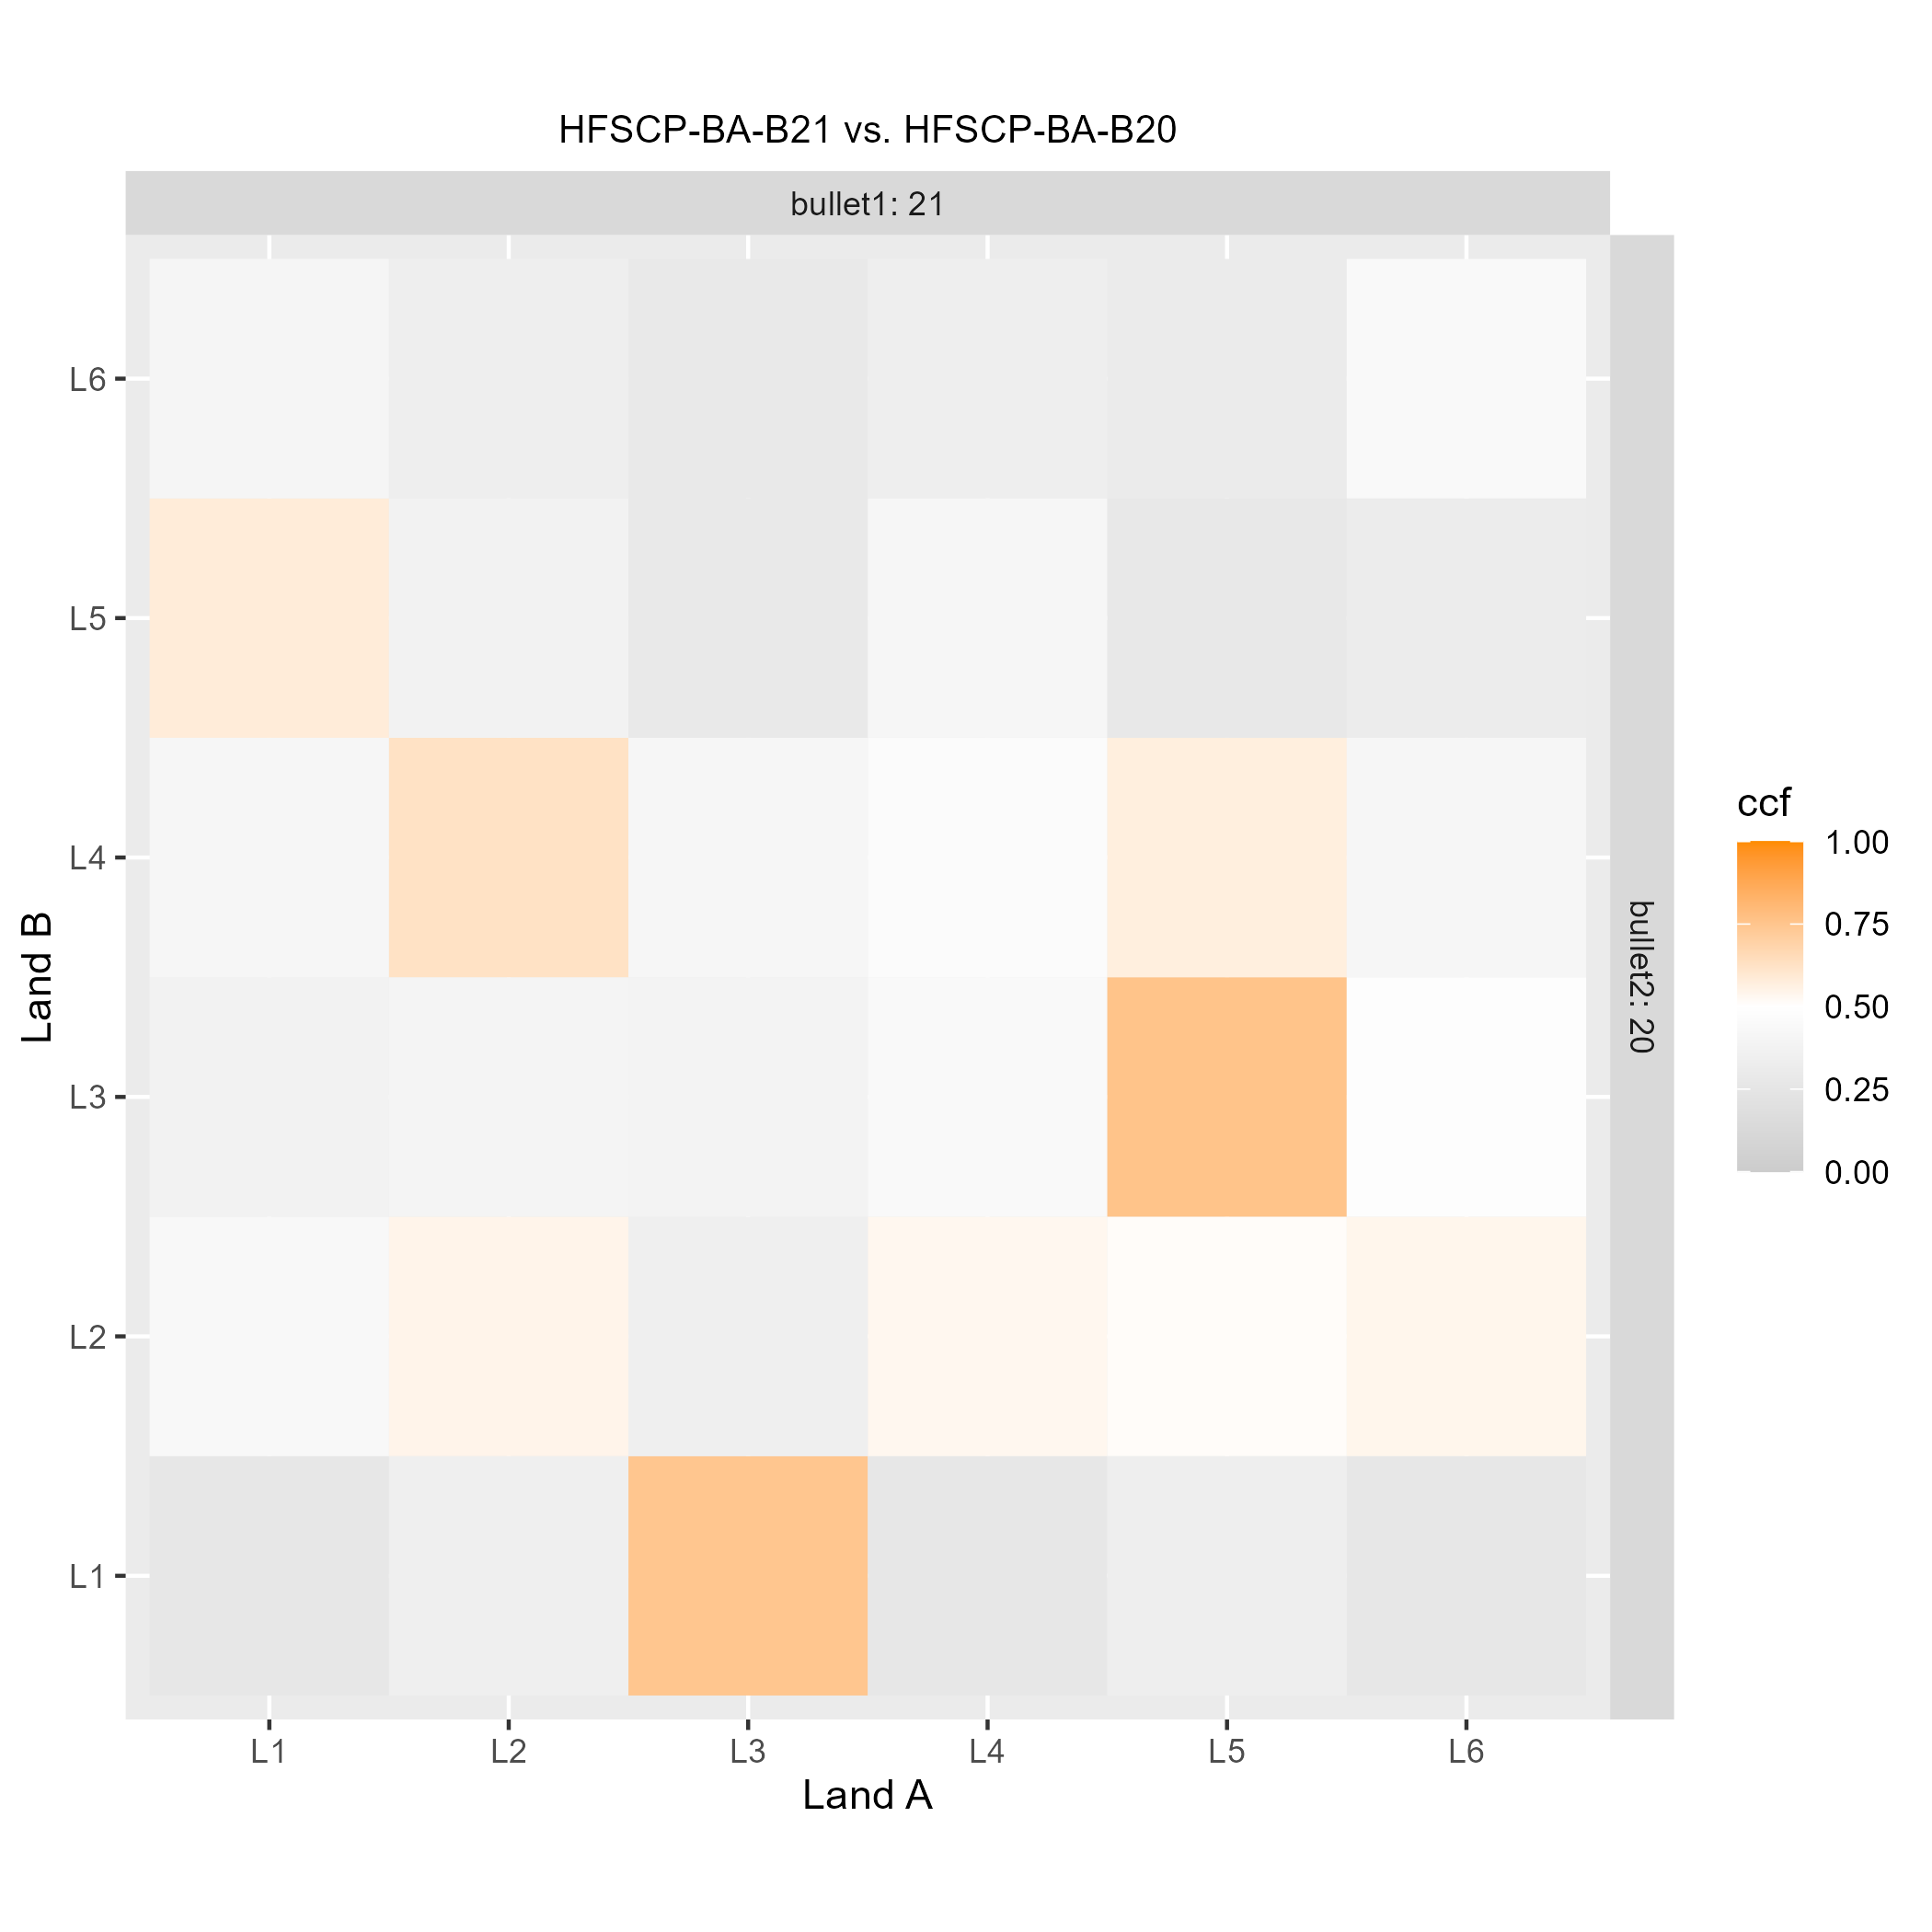 HFSCP-BA-B21 vs. HFSCP-BA-B20
bullet1: 21
L6
L5
L4
L3
L2
L1
Land B
bullet2: 20
ccf
1.00
0.75
0.50
0.25
0.00
L1 L2 L3 L4 L5 L6
Land A